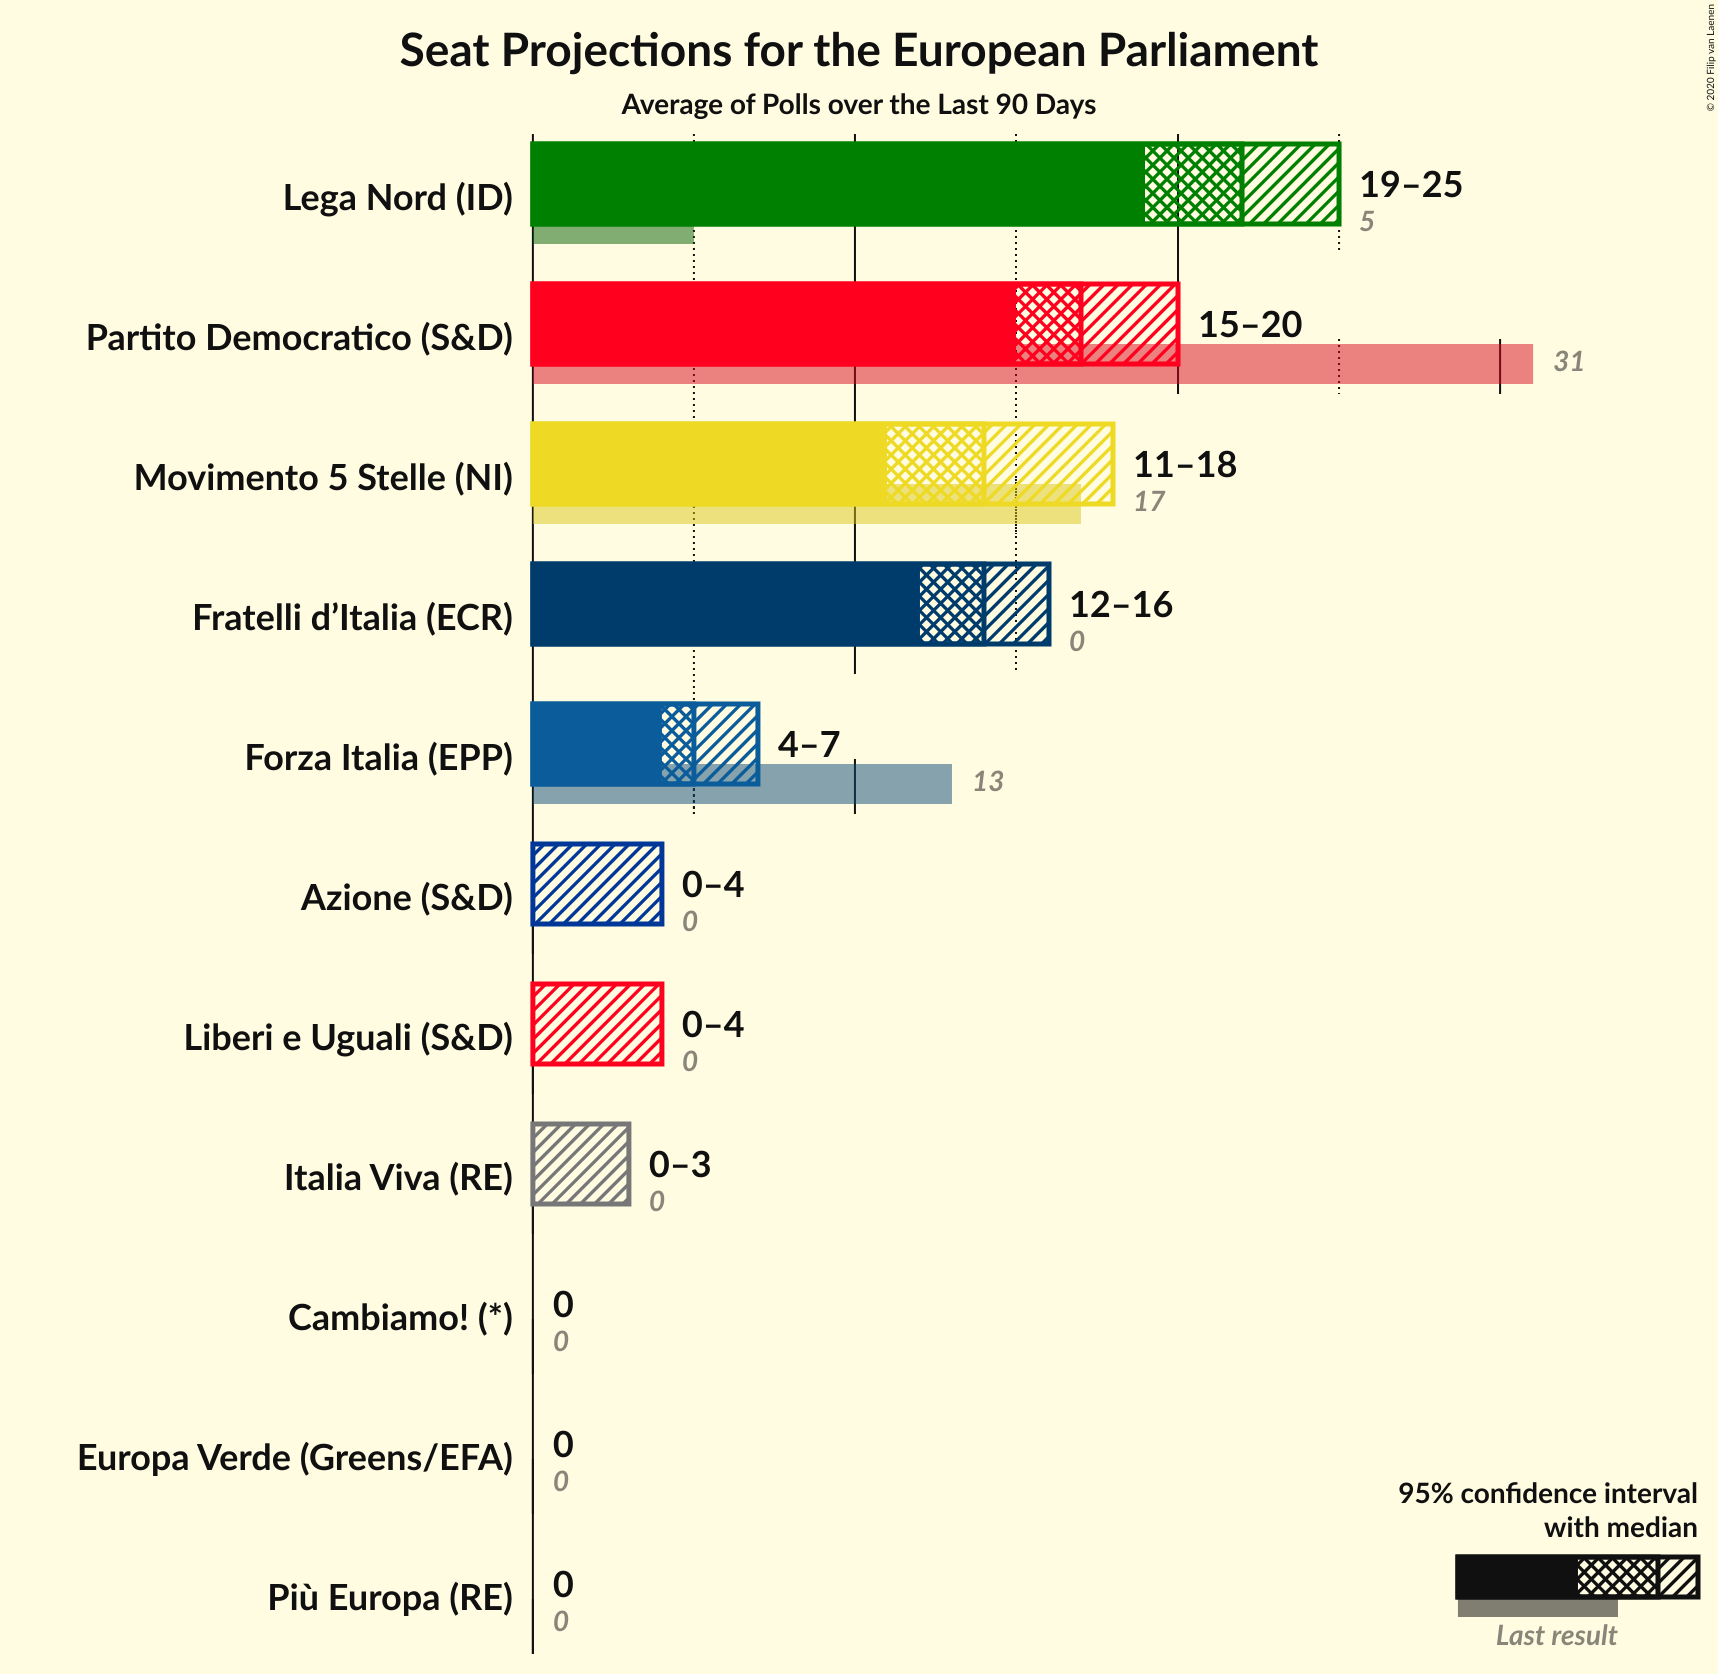 Seat Projections for the European Parliament
Average of Polls over the Last 90 Days
© 2020 Filip van Laenen
Lega Nord (ID)
19–25
5
Partito Democratico (S&D)
15–20
31
Movimento 5 Stelle (NI)
11–18
17
Fratelli d’Italia (ECR)
12–16
0
Forza Italia (EPP)
4–7
13
Azione (S&D)
0–4
0
Liberi e Uguali (S&D)
0–4
0
Italia Viva (RE)
0–3
0
Cambiamo! (*)
0
0
Europa Verde (Greens/EFA)
0
0
Più Europa (RE)
0
0
95% confidence interval
with median
Last result